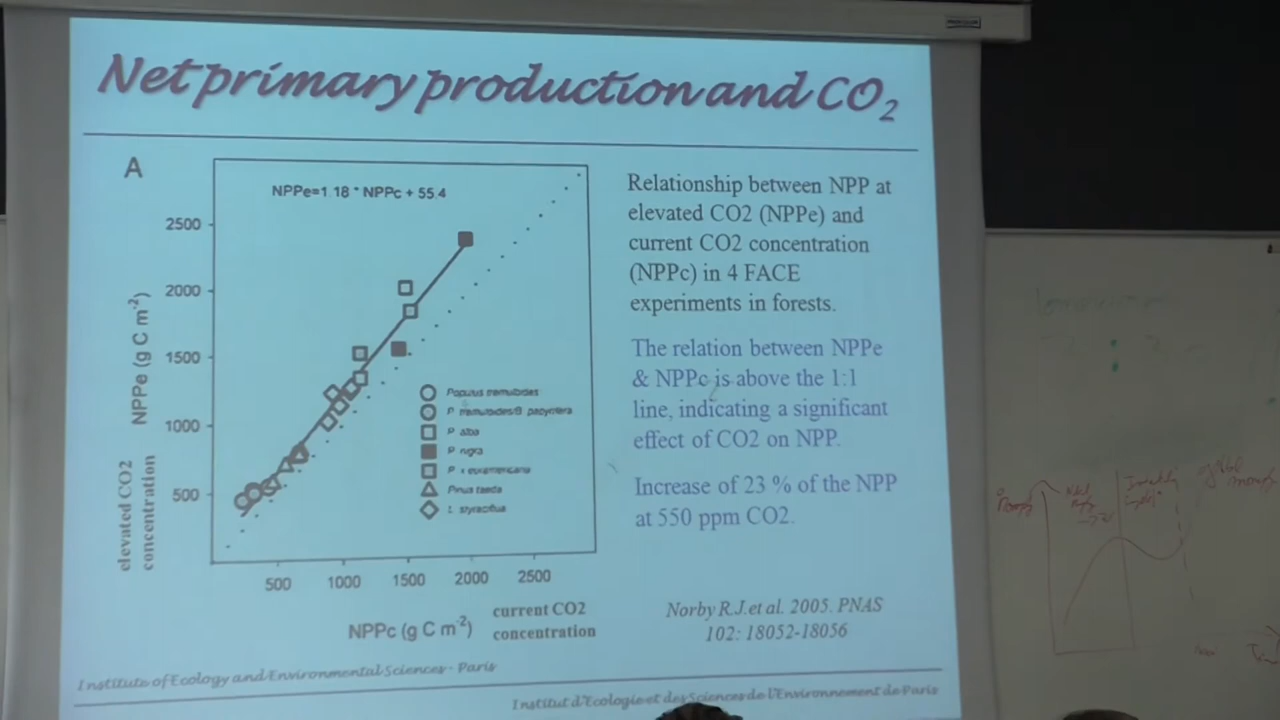 Net primary production and CO2
A
NPPe=1.18 * NPPc + 55.4
2500
2000
1500
1000
500
NPPe (g C m-2)
elevated CO2
concentration
Populus tremuloides
P. alba
P. nigra
P. x euramericana
Pinus taeda
L. styraciflua
500 1000 1500 2000 2500
NPPc (g C m-2)
current CO2
concentration
Relationship between NPP at
elevated CO2 (NPPe) and
current CO2 concentration
(NPPc) in 4 FACE
experiments in forests.
The relation between NPPe
& NPPc is above the 1:1
line, indicating a significant
effect of CO2 on NPP.
Increase of 23 % of the NPP
at 550 ppm CO2.
Norby R.J.et al. 2005. PNAS
102: 18052-18056
Institute of Ecology and Environmental Sciences - Paris
Institut d'Ecologie et des Sciences de l'Environnement de Paris